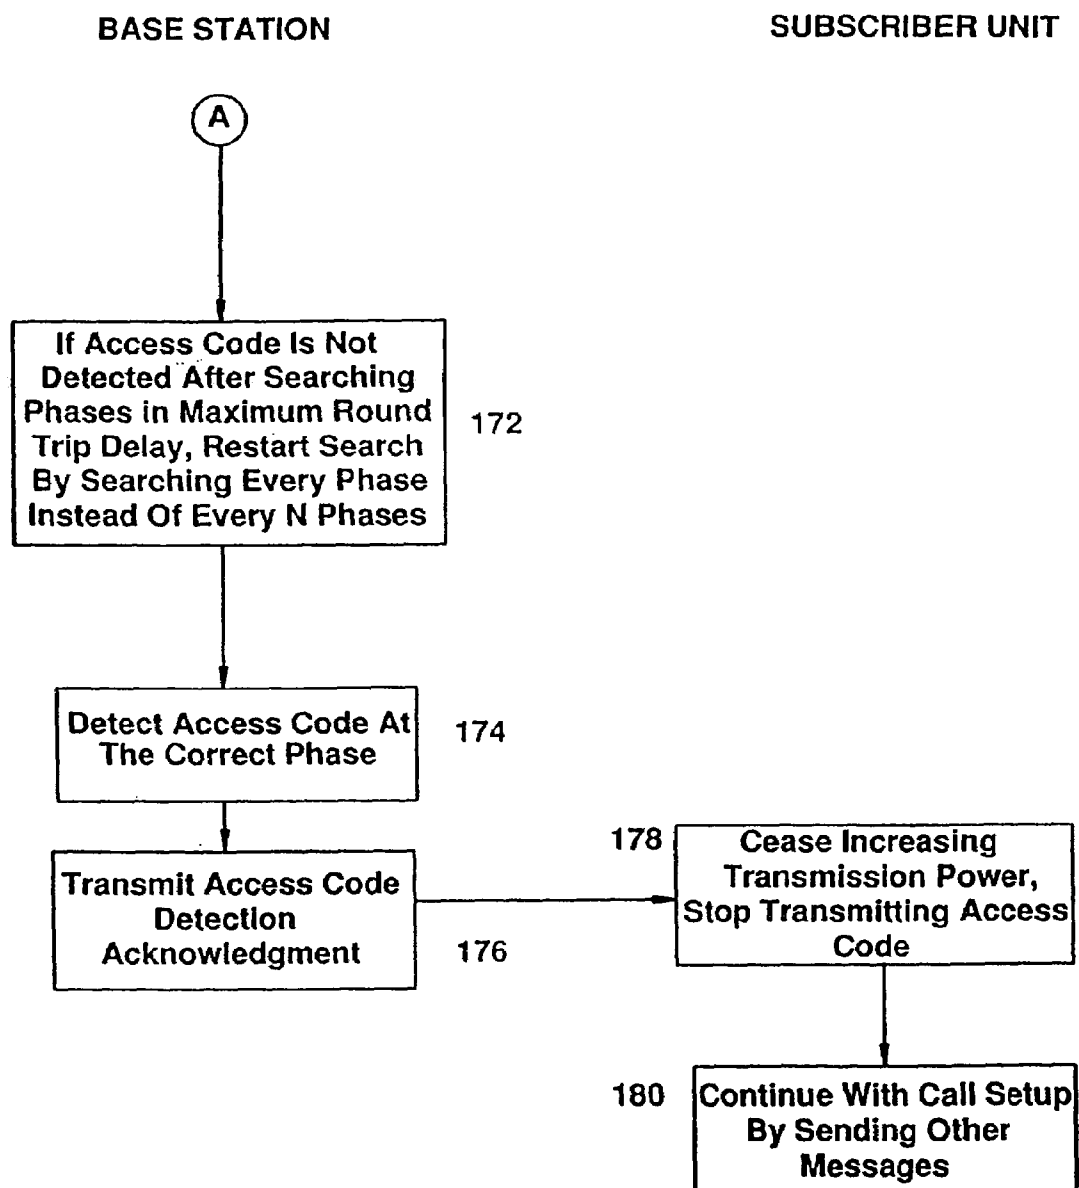 BASE STATION
SUBSCRIBER UNIT
A
If Access Code Is Not
Detected After Searching
Phases in Maximum Round
Trip Delay, Restart Search
By Searching Every Phase
Instead Of Every N Phases
172
Detect Access Code At
The Correct Phase
174
Transmit Access Code
Detection
Acknowledgment
176
178
Cease Increasing
Transmission Power,
Stop Transmitting Access
Code
180
Continue With Call Setup
By Sending Other
Messages